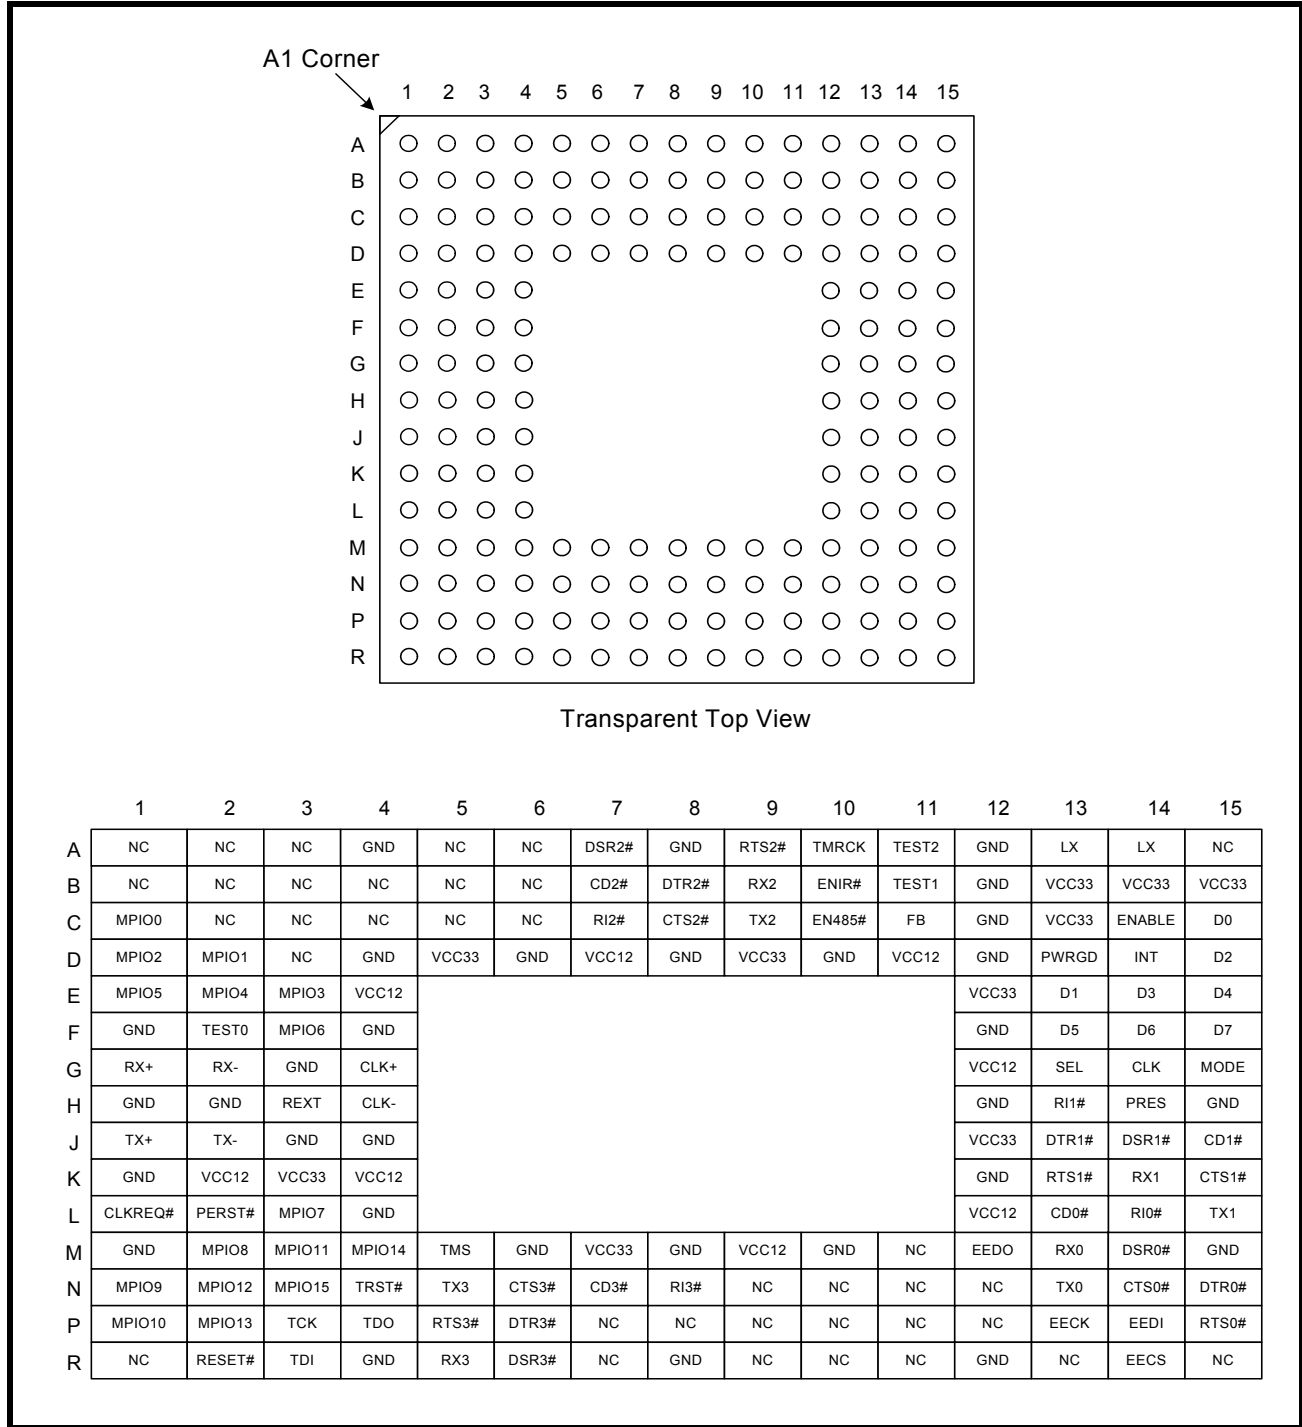 A1 Corner
1 2 3 4 5 6 7 8 9 10 11 12 13 14 15
A
B
C
D
E
F
G
H
J
K
L
M
N
P
R
Transparent Top View
1 2 3 4 5 6 7 8 9 10 11 12 13 14 15
A NC NC NC GND NC NC DSR2# GND RTS2# TMRCK TEST2 GND LX LX NC
B NC NC NC NC NC NC CD2# DTR2# RX2 ENIR# TEST1 GND VCC33 VCC33 VCC33
C MPIO0 NC NC NC NC NC RI2# CTS2# TX2 EN485# FB GND VCC33 ENABLE D0
D MPIO2 MPIO1 NC GND VCC33 GND VCC12 GND VCC33 GND VCC12 GND PWRGD INT D2
E MPIO5 MPIO4 MPIO3 VCC12 VCC33 D1 D3 D4
F GND TEST0 MPIO6 GND GND D5 D6 D7
G RX+ RX- GND CLK+ VCC12 SEL CLK MODE
H GND GND REXT CLK- GND RI1# PRES GND
J TX+ TX- GND GND VCC33 DTR1# DSR1# CD1#
K GND VCC12 VCC33 VCC12 GND RTS1# RX1 CTS1#
L CLKREQ# PERST# MPIO7 GND VCC12 CD0# RI0# TX1
M GND MPIO8 MPIO11 MPIO14 TMS GND VCC33 GND VCC12 GND NC EEDO RX0 DSR0# GND
N MPIO9 MPIO12 MPIO15 TRST# TX3 CTS3# CD3# RI3# NC NC NC NC TX0 CTS0# DTR0#
P MPIO10 MPIO13 TCK TDO RTS3# DTR3# NC NC NC NC NC NC EECK EEDI RTS0#
R NC RESET# TDI GND RX3 DSR3# NC GND NC NC NC GND NC EECS NC